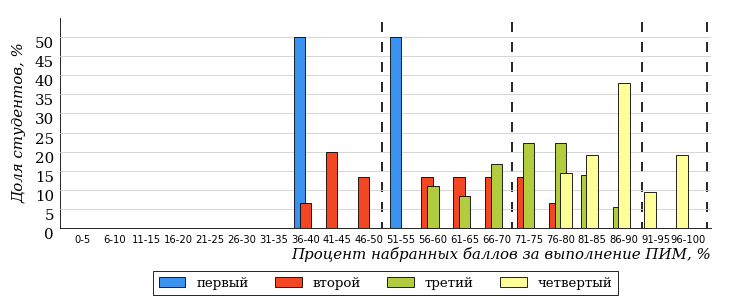 Доля студентов, %
50
45
40
35
30
25
20
15
10
5
0
0-5 6-10 11-15 16-20 21-25 26-30 31-35 36-40 41-45 46-50 51-55 56-60 61-65 66-70 71-75 76-80 81-85 86-90 91-95 96-100
Процент набранных баллов за выполнение ПИМ, %
первый второй третий четвертый